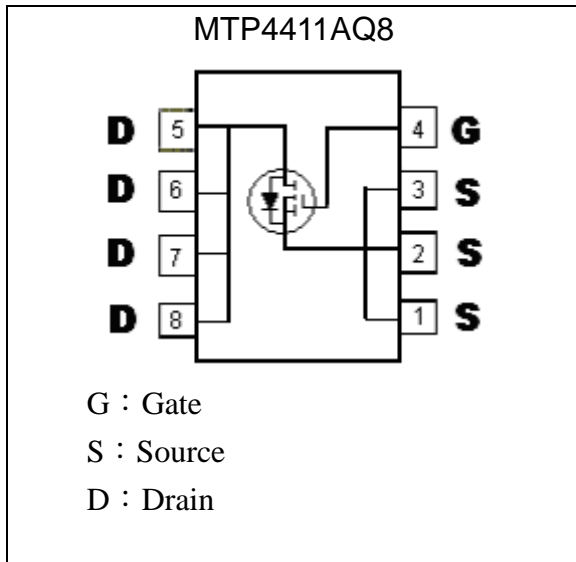 MTP4411AQ8
D 5 4 G
D 6 3 S
D 7 2 S
D 8 1 S
G：Gate
S：Source
D：Drain